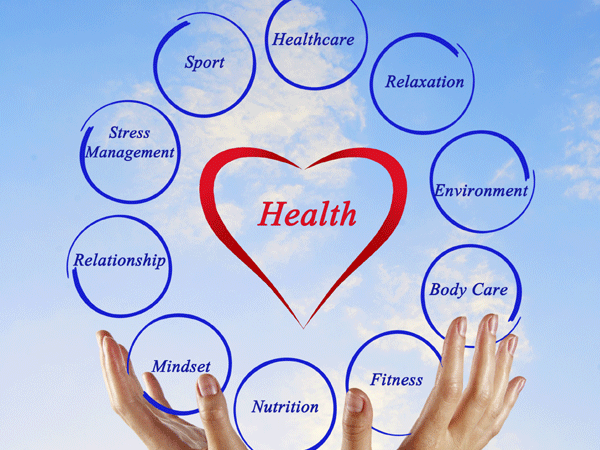 Healthcare
Sport
Relaxation
Stress
Management
Environment
Health
Relationship
Body Care
Mindset
Fitness
Nutrition